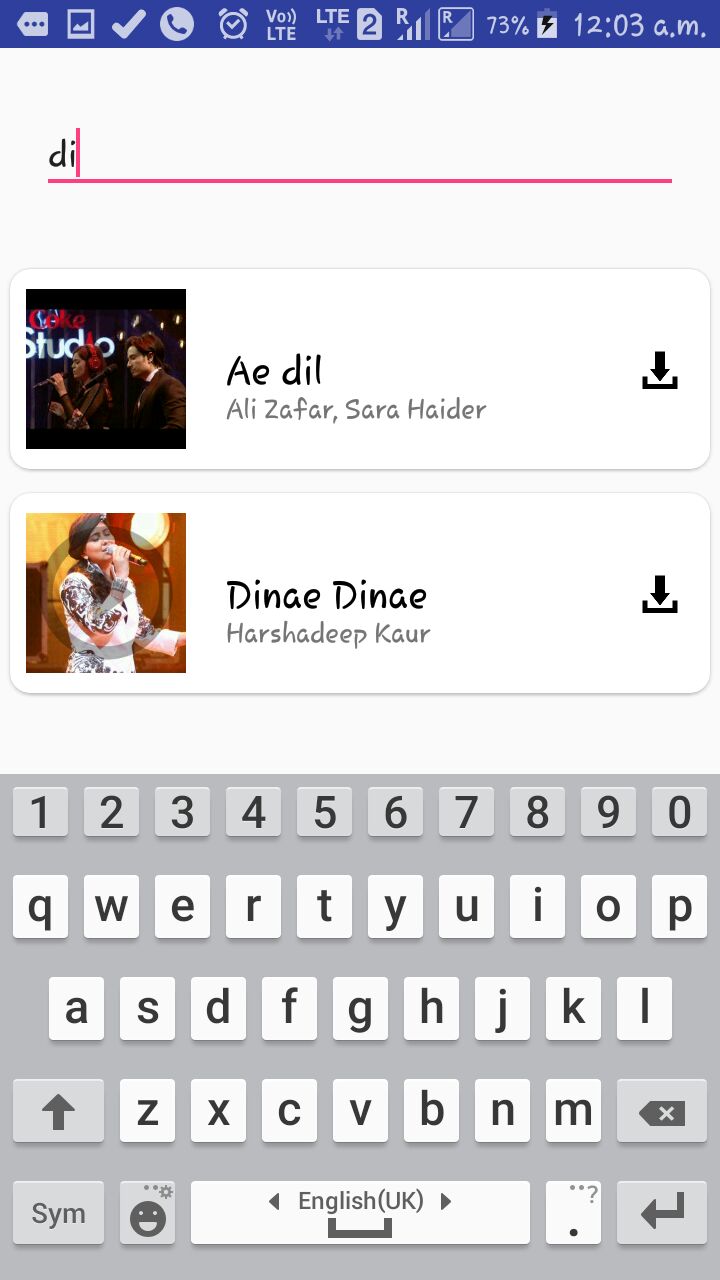 Vo)) LTE LTE 2 R R 73% 12:03 a.m.
di
Coke
Studio
Ae dil
Ali Zafar, Sara Haider
Dinae Dinae
Harshadeep Kaur
1 2 3 4 5 6 7 8 9 0
q w e r t y u i o p
a s d f g h j k l
z x c v b n m
Sym English(UK) . ?